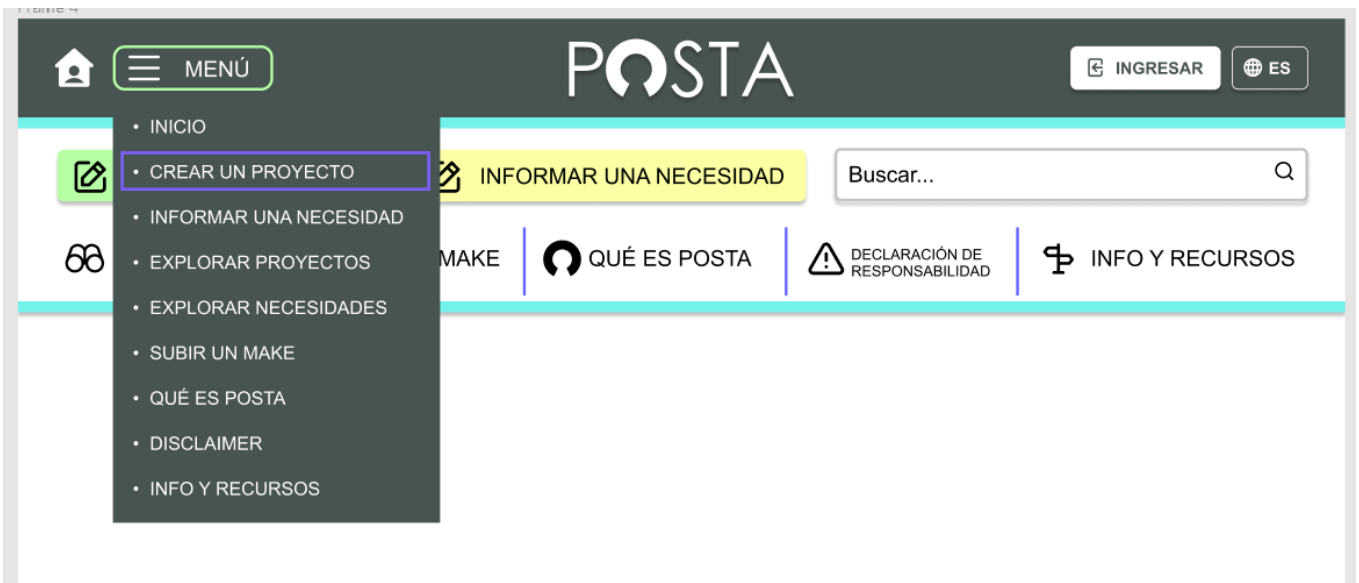 MENÚ
POSTA
INGRESAR
ES
• INICIO
• CREAR UN PROYECTO
• INFORMAR UNA NECESIDAD
• EXPLORAR PROYECTOS
• EXPLORAR NECESIDADES
• SUBIR UN MAKE
• QUÉ ES POSTA
• DISCLAIMER
• INFO Y RECURSOS
INFORMAR UNA NECESIDAD
Buscar...
MAKE
QUÉ ES POSTA
DECLARACIÓN DE
RESPONSABILIDAD
INFO Y RECURSOS